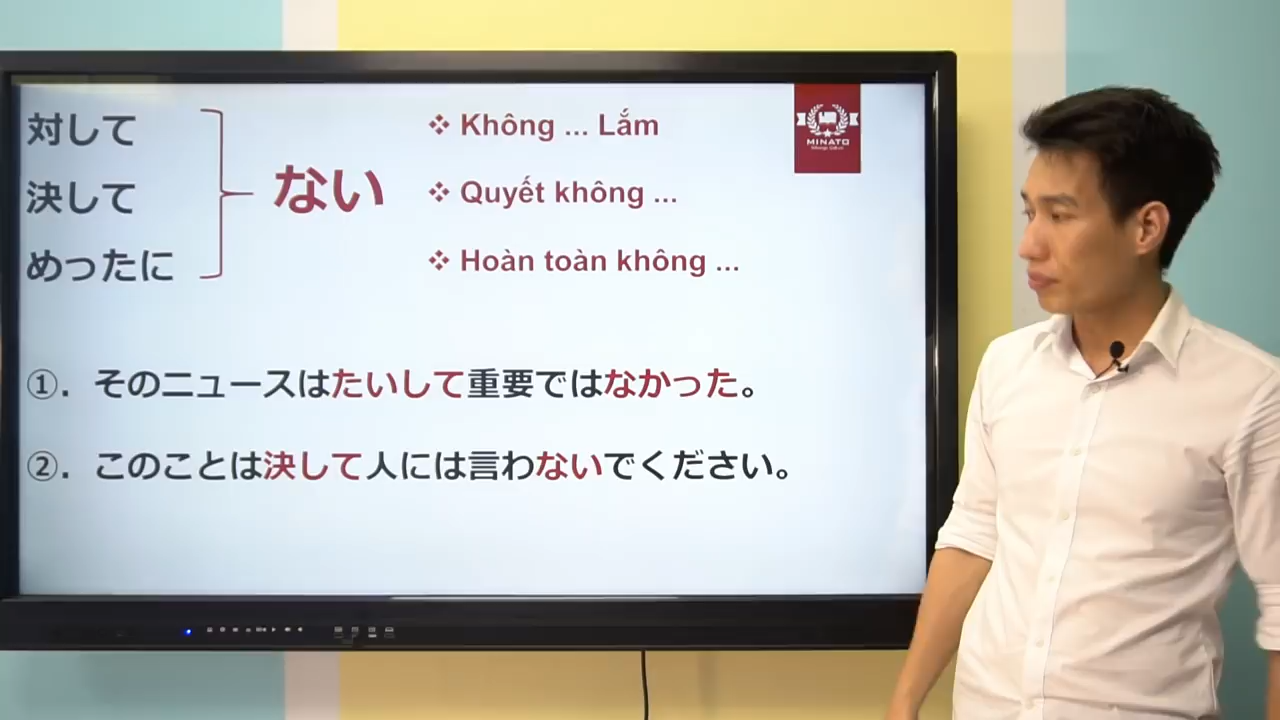 対して
決して
めったに
ない
❖ Không ... Lắm
❖ Quyết không ...
❖ Hoàn toàn không ...
MINATO
①．そのニュースはたいして重要ではなかった。
②．このことは決して人には言わないでください。